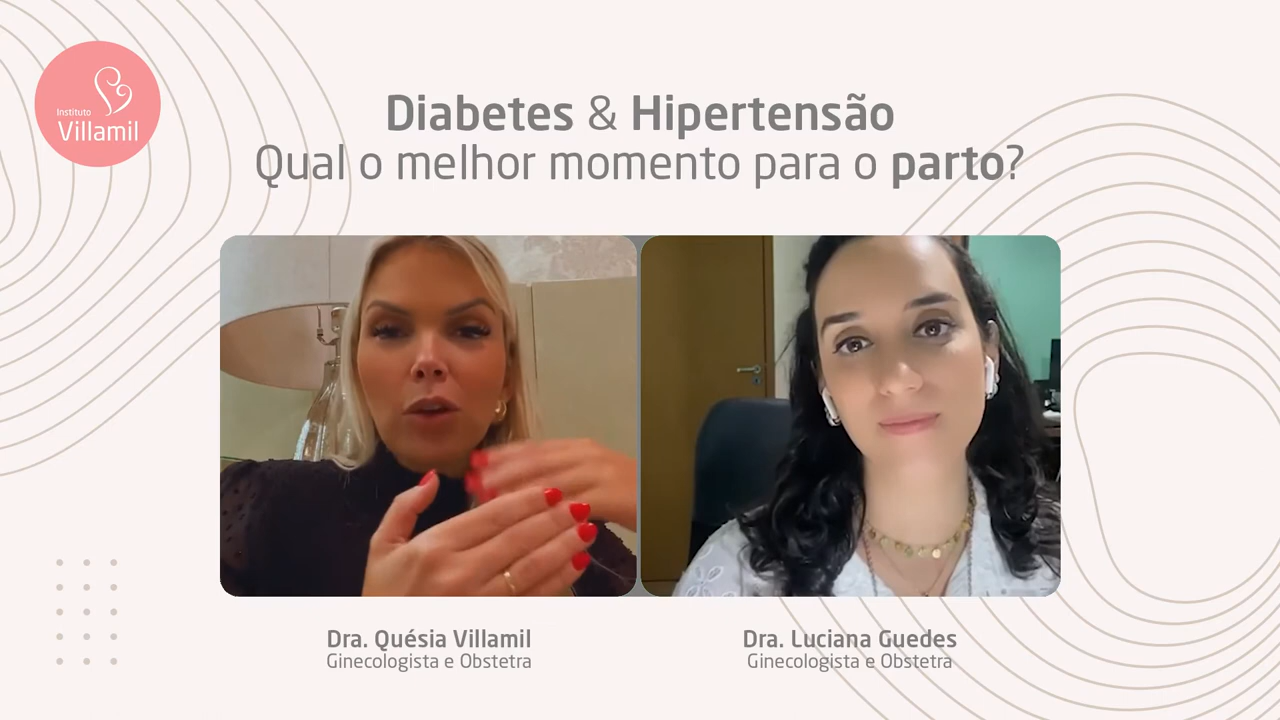 Instituto
Villamil
Diabetes & Hipertensão
Qual o melhor momento para o parto?
Dra. Quésia Villamil
Ginecologista e Obstetra
Dra. Luciana Guedes
Ginecologista e Obstetra